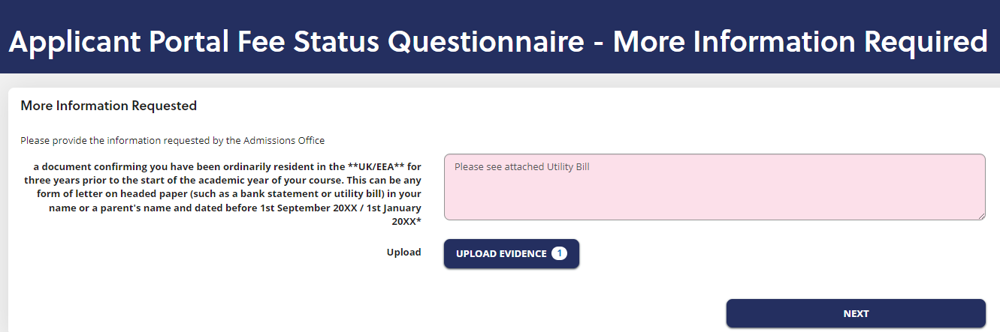 Applicant Portal Fee Status Questionnaire - More Information Required
More Information Requested
Please provide the information requested by the Admissions Office
a document confirming you have been ordinarily resident in the **UK/EEA** for
three years prior to the start of the academic year of your course. This can be any
form of letter on headed paper (such as a bank statement or utility bill) in your
name or a parent's name and dated before 1st September 20XX / 1st January
20XX*
Please see attached Utility Bill
Upload
UPLOAD EVIDENCE 1
NEXT